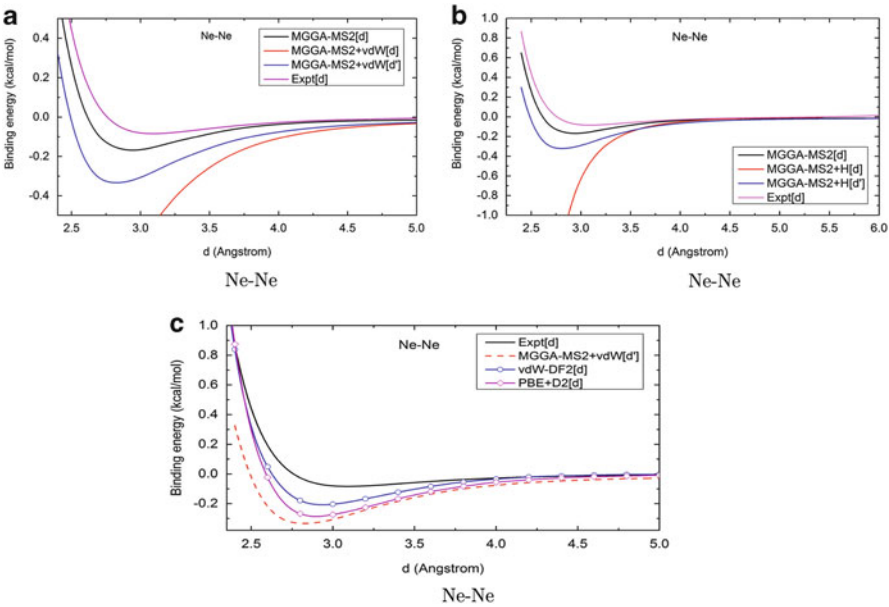 a
Ne-Ne
MGGA-MS2[d]
MGGA-MS2+vdW[d]
MGGA-MS2+vdW[d']
Expt[d]
0.4
0.2
0.0
-0.2
-0.4
Binding energy (kcal/mol)
2.5 3.0 3.5 4.0 4.5 5.0
d (Angstrom)
Ne-Ne
b
Ne-Ne
1.0
0.8
0.6
0.4
0.2
0.0
-0.2
-0.4
-0.6
-0.8
-1.0
Binding energy (kcal/mol)
MGGA-MS2[d]
MGGA-MS2+H[d]
MGGA-MS2+H[d']
Expt[d]
2.5 3.0 3.5 4.0 4.5 5.0 5.5 6.0
d (Angstrom)
Ne-Ne
c
Ne-Ne
Expt[d]
MGGA-MS2+vdW[d']
vdW-DF2[d]
PBE+D2[d]
1.0
0.8
0.6
0.4
0.2
0.0
-0.2
Binding energy (kcal/mol)
2.5 3.0 3.5 4.0 4.5 5.0
d (Angstrom)
Ne-Ne